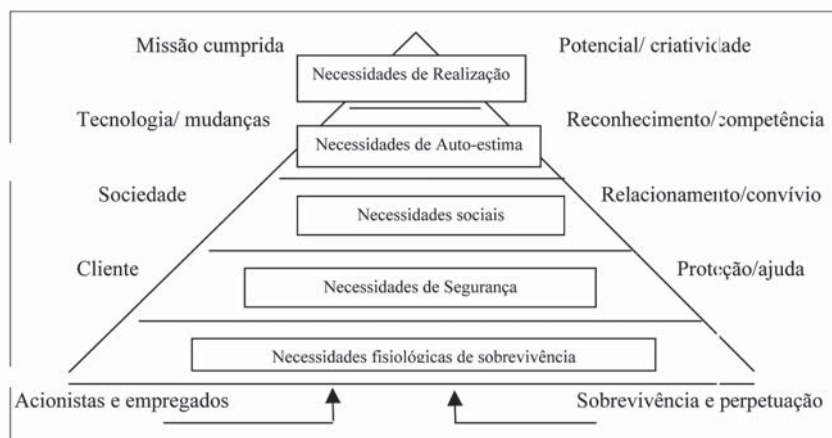 Missão cumprida
Potencial/ criatividade
Necessidades de Realização
Tecnologia/ mudanças
Reconhecimento/competência
Necessidades de Auto-estima
Sociedade
Relacionamento/convívio
Necessidades sociais
Cliente
Proteção/ajuda
Necessidades de Segurança
Necessidades fisiológicas de sobrevivência
Acionistas e empregados
Sobrevivência e perpetuação